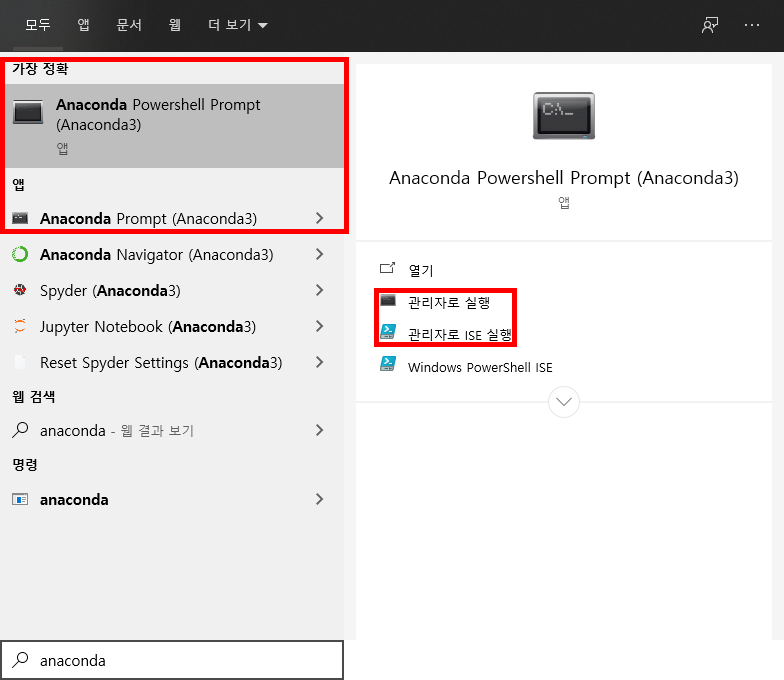 모두 앱 문서 웹 더 보기
가장 정확
Anaconda Powershell Prompt
(Anaconda3)
앱
앱
Anaconda Prompt (Anaconda3)
Anaconda Navigator (Anaconda3)
Spyder (Anaconda3)
Jupyter Notebook (Anaconda3)
Reset Spyder Settings (Anaconda3)
웹 검색
anaconda - 웹 결과 보기
명령
anaconda
anaconda
C:\_
Anaconda Powershell Prompt (Anaconda3)
앱
열기
관리자로 실행
관리자로 ISE 실행
Windows PowerShell ISE